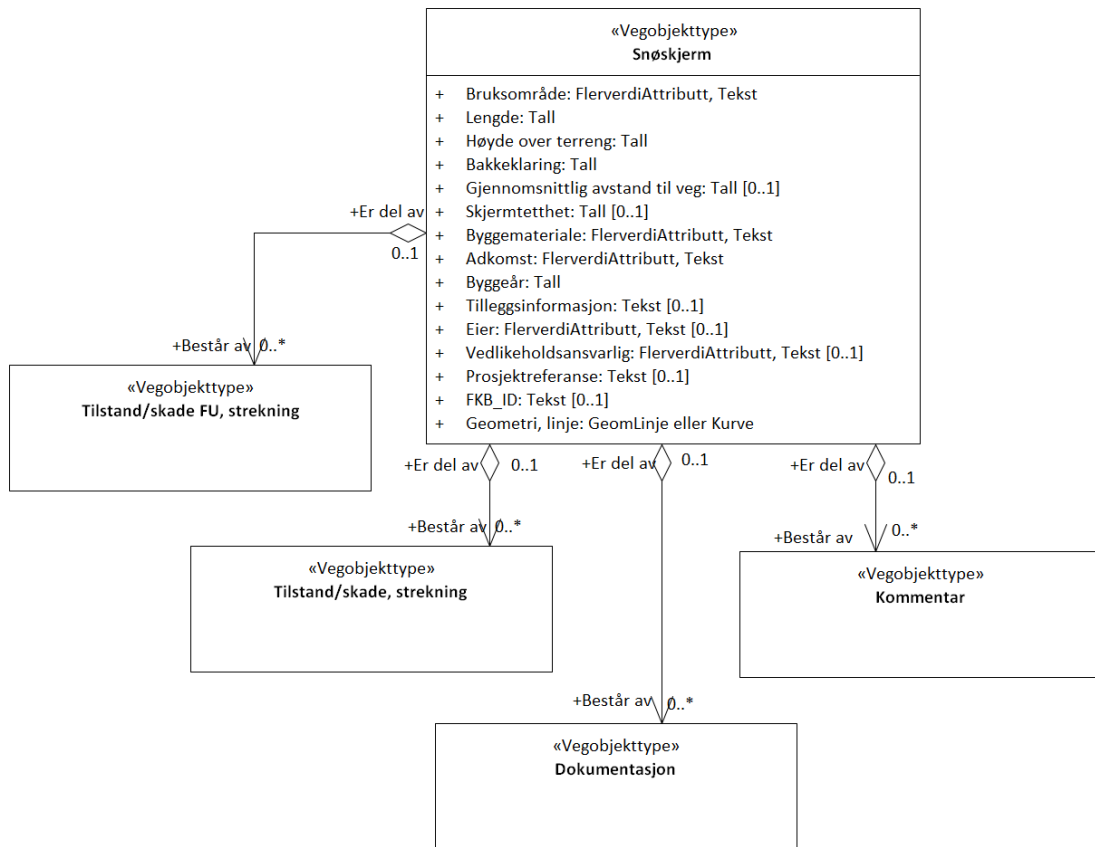 «Vegobjekttype»
Snøskjerm
+ Bruksområde: FlerverdiAttributt, Tekst
+ Lengde: Tall
+ Høyde over terreng: Tall
+ Bakkeklaring: Tall
+ Gjennomsnittlig avstand til veg: Tall [0..1]
+ Skjermtetthet: Tall [0..1]
+ Byggemateriale: FlerverdiAttributt, Tekst
+ Adkomst: FlerverdiAttributt, Tekst
+ Byggeår: Tall
+ Tilleggsinformasjon: Tekst [0..1]
+ Eier: FlerverdiAttributt, Tekst [0..1]
+ Vedlikeholdsansvarlig: FlerverdiAttributt, Tekst [0..1]
+ Prosjektreferanse: Tekst [0..1]
+ FKB_ID: Tekst [0..1]
+ Geometri, linje: GeomLinje eller Kurve
+Er del av
0..1
+Består av 0..*
«Vegobjekttype»
Tilstand/skade FU, strekning
+Er del av 0..1
+Består av 0..*
«Vegobjekttype»
Tilstand/skade, strekning
+Er del av 0..1
+Består av 0..*
«Vegobjekttype»
Dokumentasjon
+Er del av
0..1
+Består av 0..*
«Vegobjekttype»
Kommentar